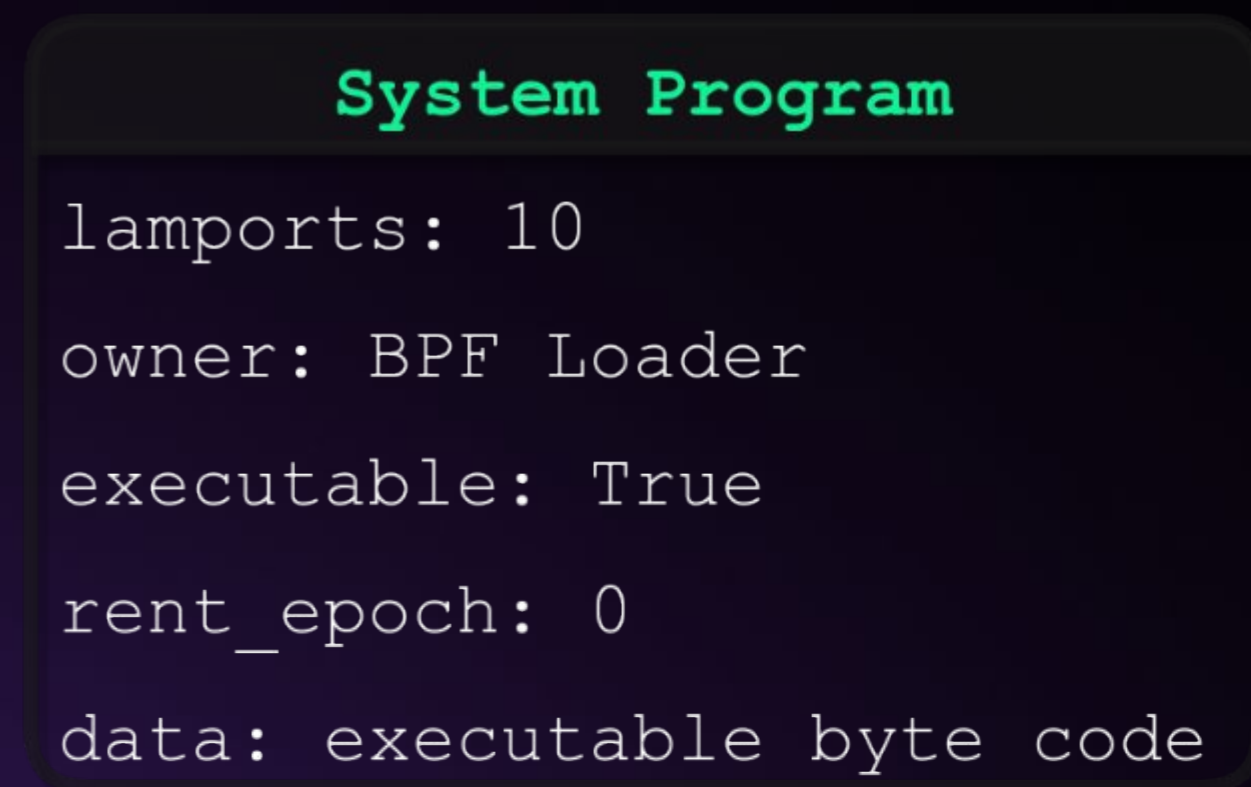 System Program
lamports: 10
owner: BPF Loader
executable: True
rent_epoch: 0
data: executable byte code